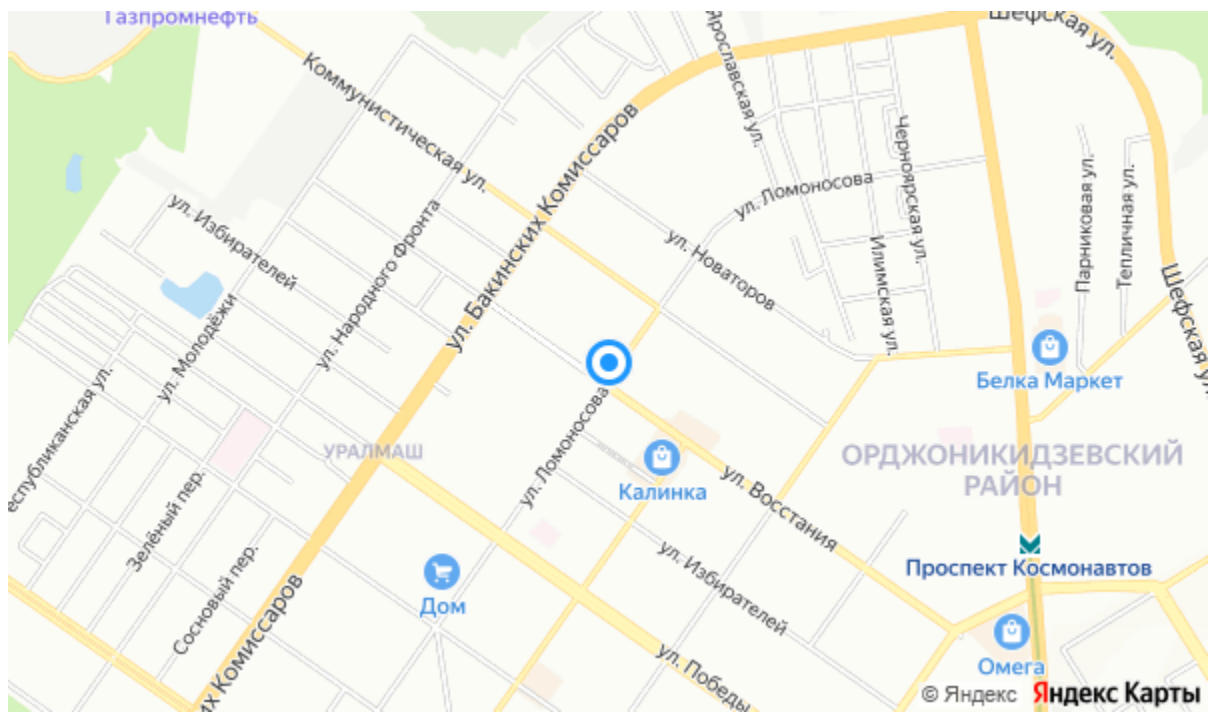 Газпромнефть
Шефская ул.
Коммунистическая ул.
Ярославская ул.
ул. Бакинских Комиссаров
Черноярская ул.
ул. Ломоносова
Парниковая ул.
Тепличная ул.
ул. Избирателей
ул. Народного Фронта
ул. Новаторов
Илимская ул.
Шефская ул.
ул. Молодёжи
Белка Маркет
еспубликанская ул.
УРАЛМАШ
ул. Ломоносова
Калинка
ОРДЖОНИКИДЗЕВСКИЙ
РАЙОН
ул. Восстания
Зелёный пер.
Проспект Космонавтов
Сосновый пер.
Дом
ул. Избирателей
их Комиссаров
Омега
ул. Победы
© Яндекс Яндекс Карты